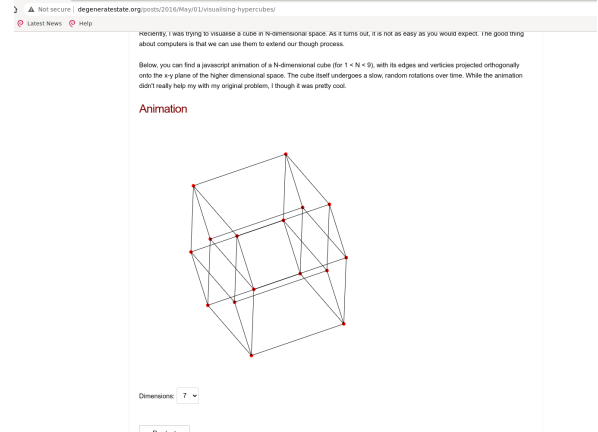 Not secure | degeneratestate.org/posts/2016/May/01/visualising-hypercubes/
Latest News Help
Recently, I was trying to visualise a cube in N-dimensional space. As it turns out, it is not as easy as you would expect. The good thing
about computers is that we can use them to extend our though process.
Below, you can find a javascript animation of a N-dimensional cube (for 1 < N < 9), with its edges and verticies projected orthogonally
onto the x-y plane of the higher dimensional space. The cube itself undergoes a slow, random rotations over time. While the animation
didn't really help my with my original problem, I though it was pretty cool.
Animation
Dimensions: 7